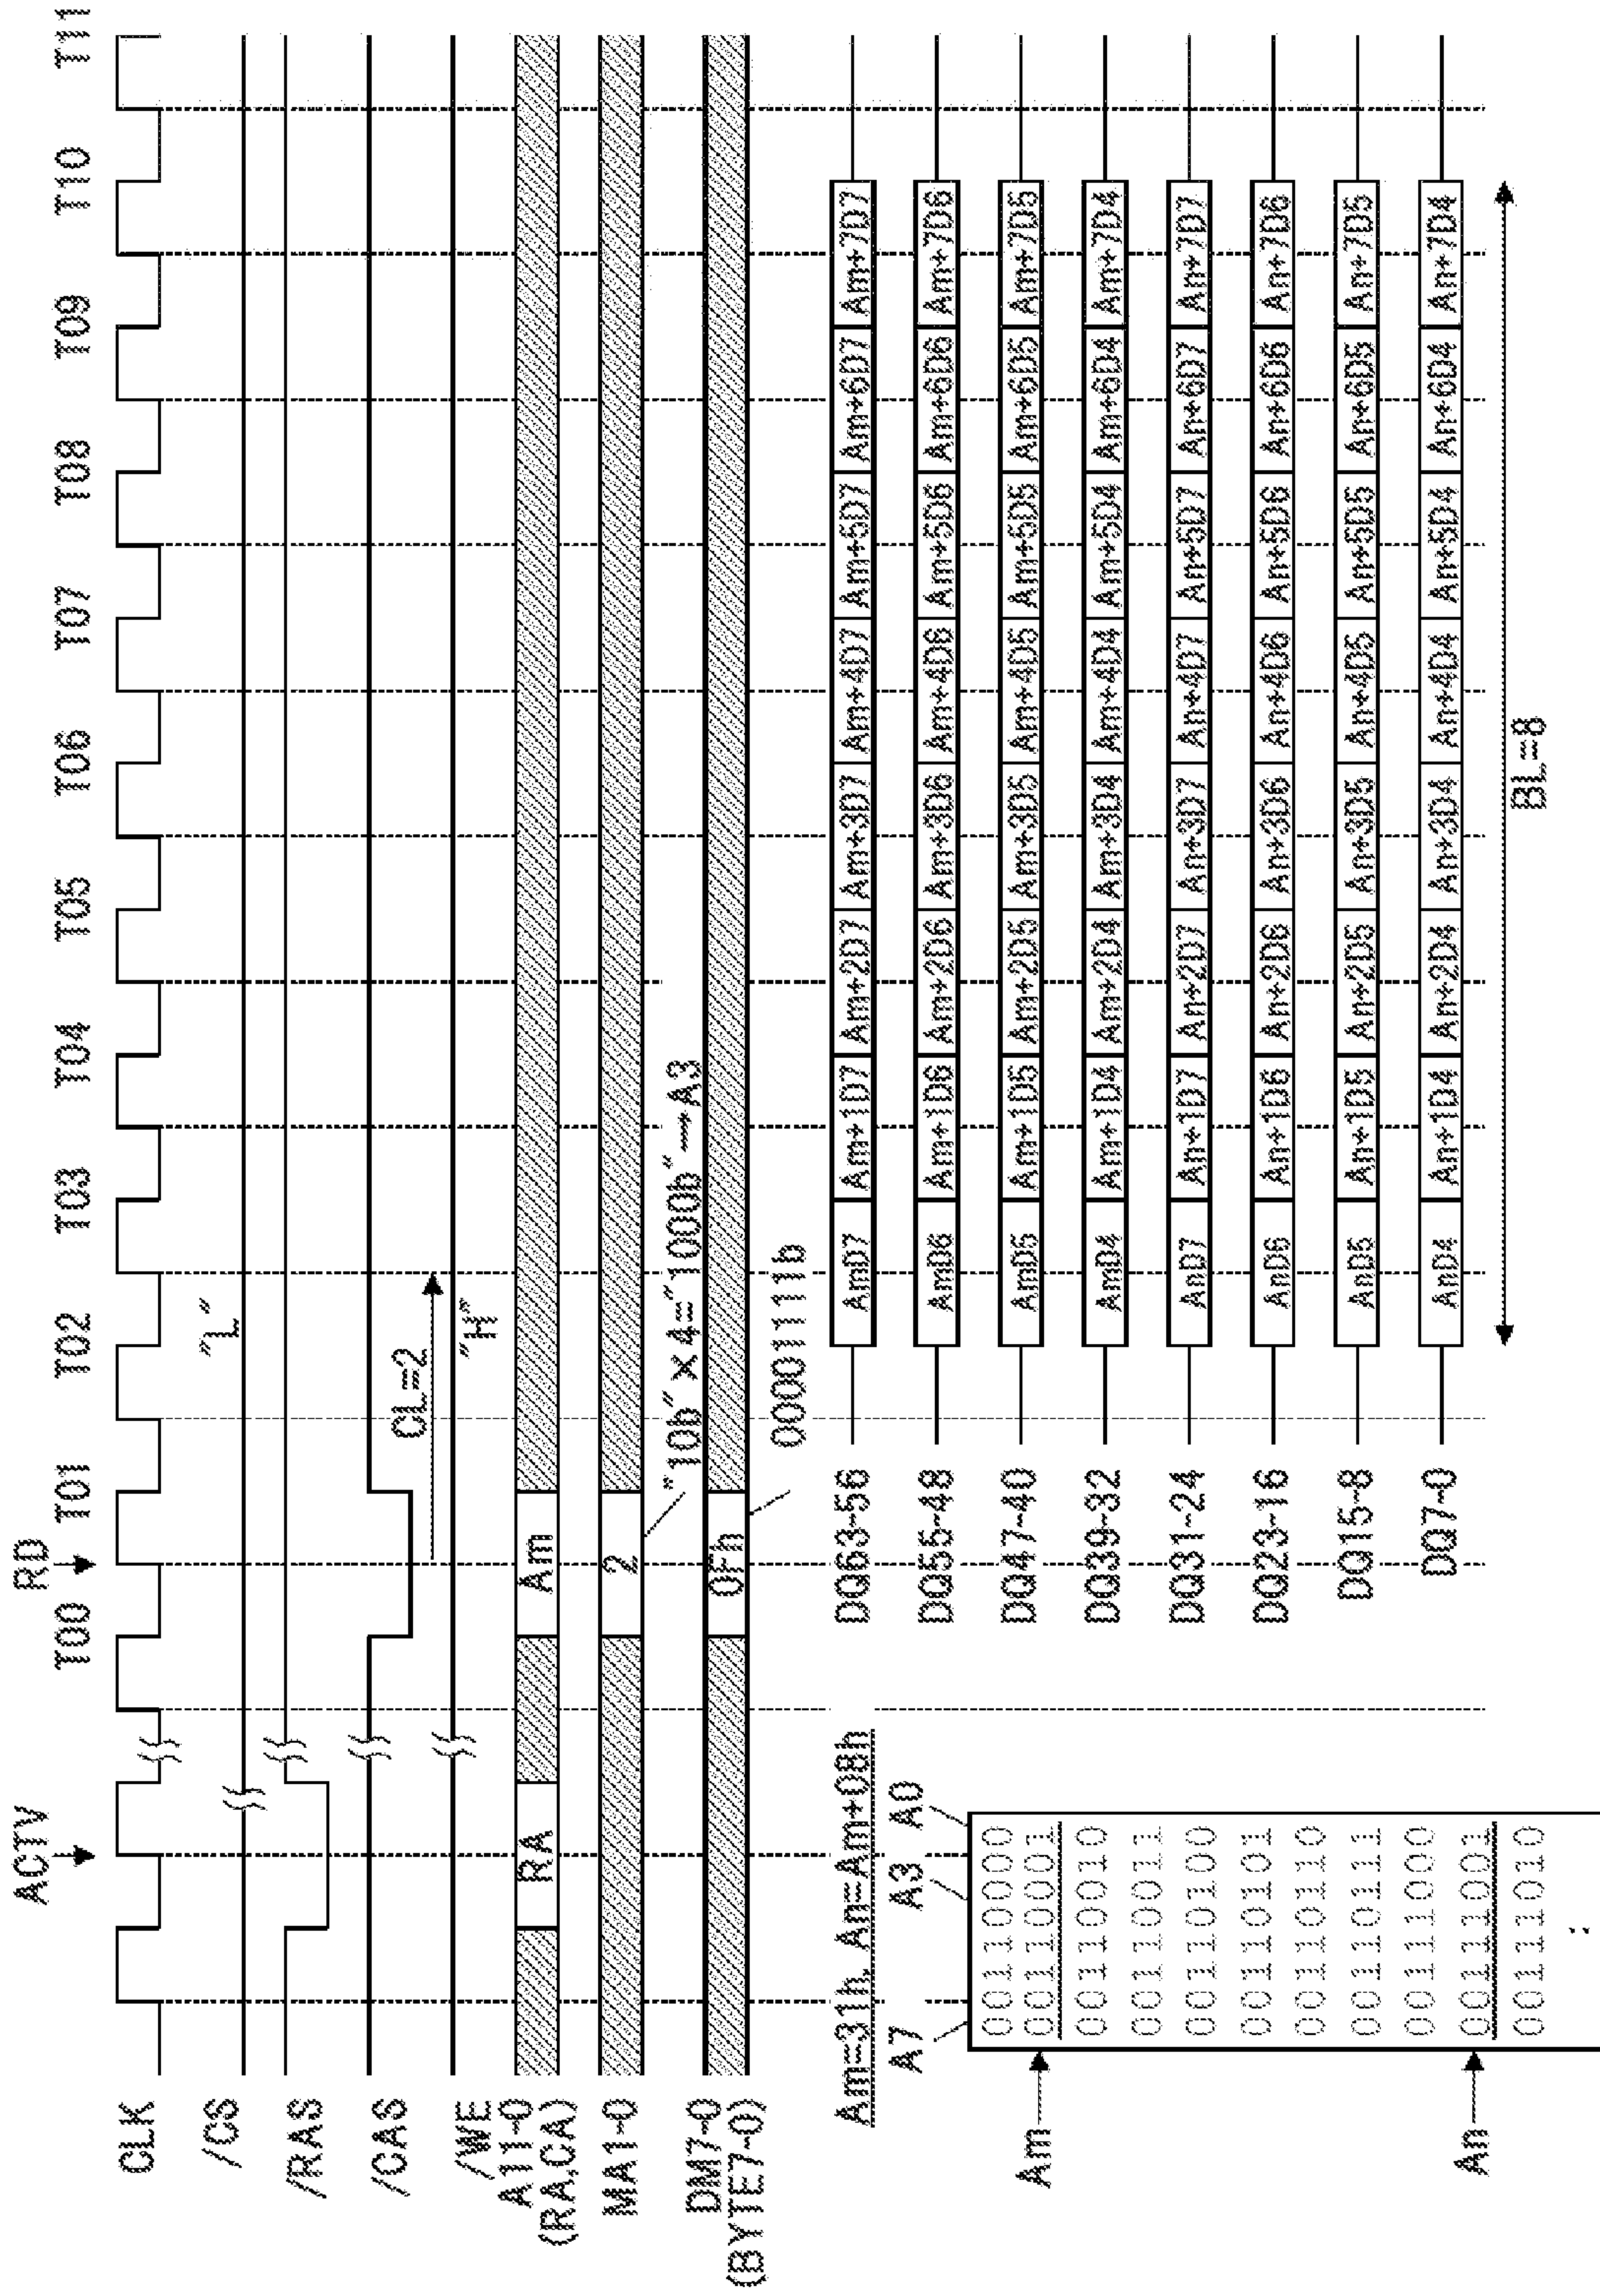 ACTV RD
T00 T01 T02 T03 T04 T05 T06 T07 T08 T09 T10 T11
CLK
/CS "L"
/RAS
/CAS
CL=2
/WE "H"
A11-0
(RA,CA) RA Am
MA1-0 2
"10b"×4="1000b"→A3
DM7-0
(BYTE7-0) 0Fh
00001111b
DQ63-56 AmD7 Am+1D7 Am+2D7 Am+3D7 Am+4D7 Am+5D7 Am+6D7 Am+7D7
DQ55-48 AmD6 Am+1D6 Am+2D6 Am+3D6 Am+4D6 Am+5D6 Am+6D6 Am+7D6
DQ47-40 AmD5 Am+1D5 Am+2D5 Am+3D5 Am+4D5 Am+5D5 Am+6D5 Am+7D5
DQ39-32 AmD4 Am+1D4 Am+2D4 Am+3D4 Am+4D4 Am+5D4 Am+6D4 Am+7D4
DQ31-24 AnD7 An+1D7 An+2D7 An+3D7 An+4D7 An+5D7 An+6D7 An+7D7
DQ23-16 AnD6 An+1D6 An+2D6 An+3D6 An+4D6 An+5D6 An+6D6 An+7D6
DQ15-8 AnD5 An+1D5 An+2D5 An+3D5 An+4D5 An+5D5 An+6D5 An+7D5
DQ7-0 AnD4 An+1D4 An+2D4 An+3D4 An+4D4 An+5D4 An+6D4 An+7D4
BL=8
Am=31h, An=Am+08h
A7 A3 A0
00110000
Am 00110001
00110010
00110011
00110100
00110101
00110110
00110111
00111000
An 00111001
00111010
: